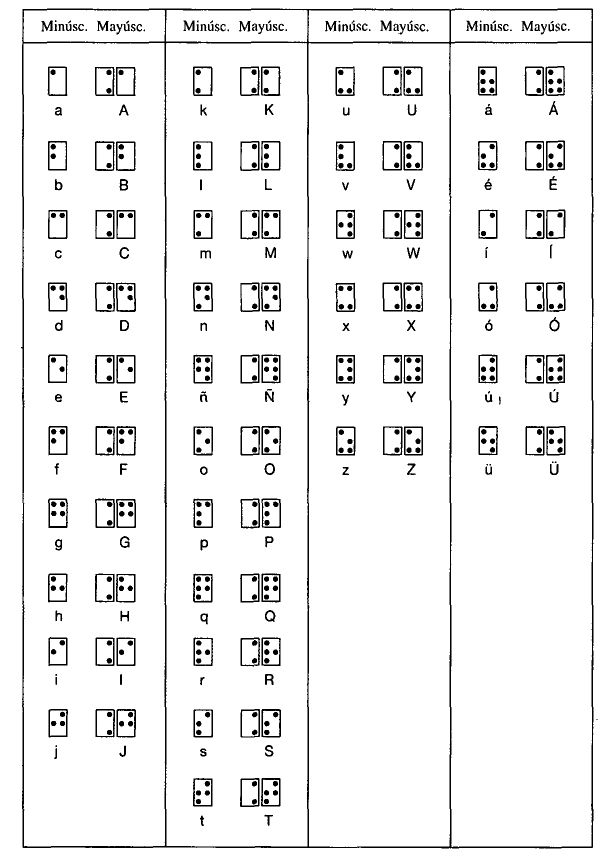 Minúsc. Mayúsc. Minúsc. Mayúsc. Minúsc. Mayúsc. Minúsc. Mayúsc.
a A k K u U á Á
b B l L v V é É
c C m M w W í Í
d D n N x X ó Ó
e E ñ Ñ y Y ú Ú
f F o O z Z ü Ü
g G p P
h H q Q
i I r R
j J s S
t T